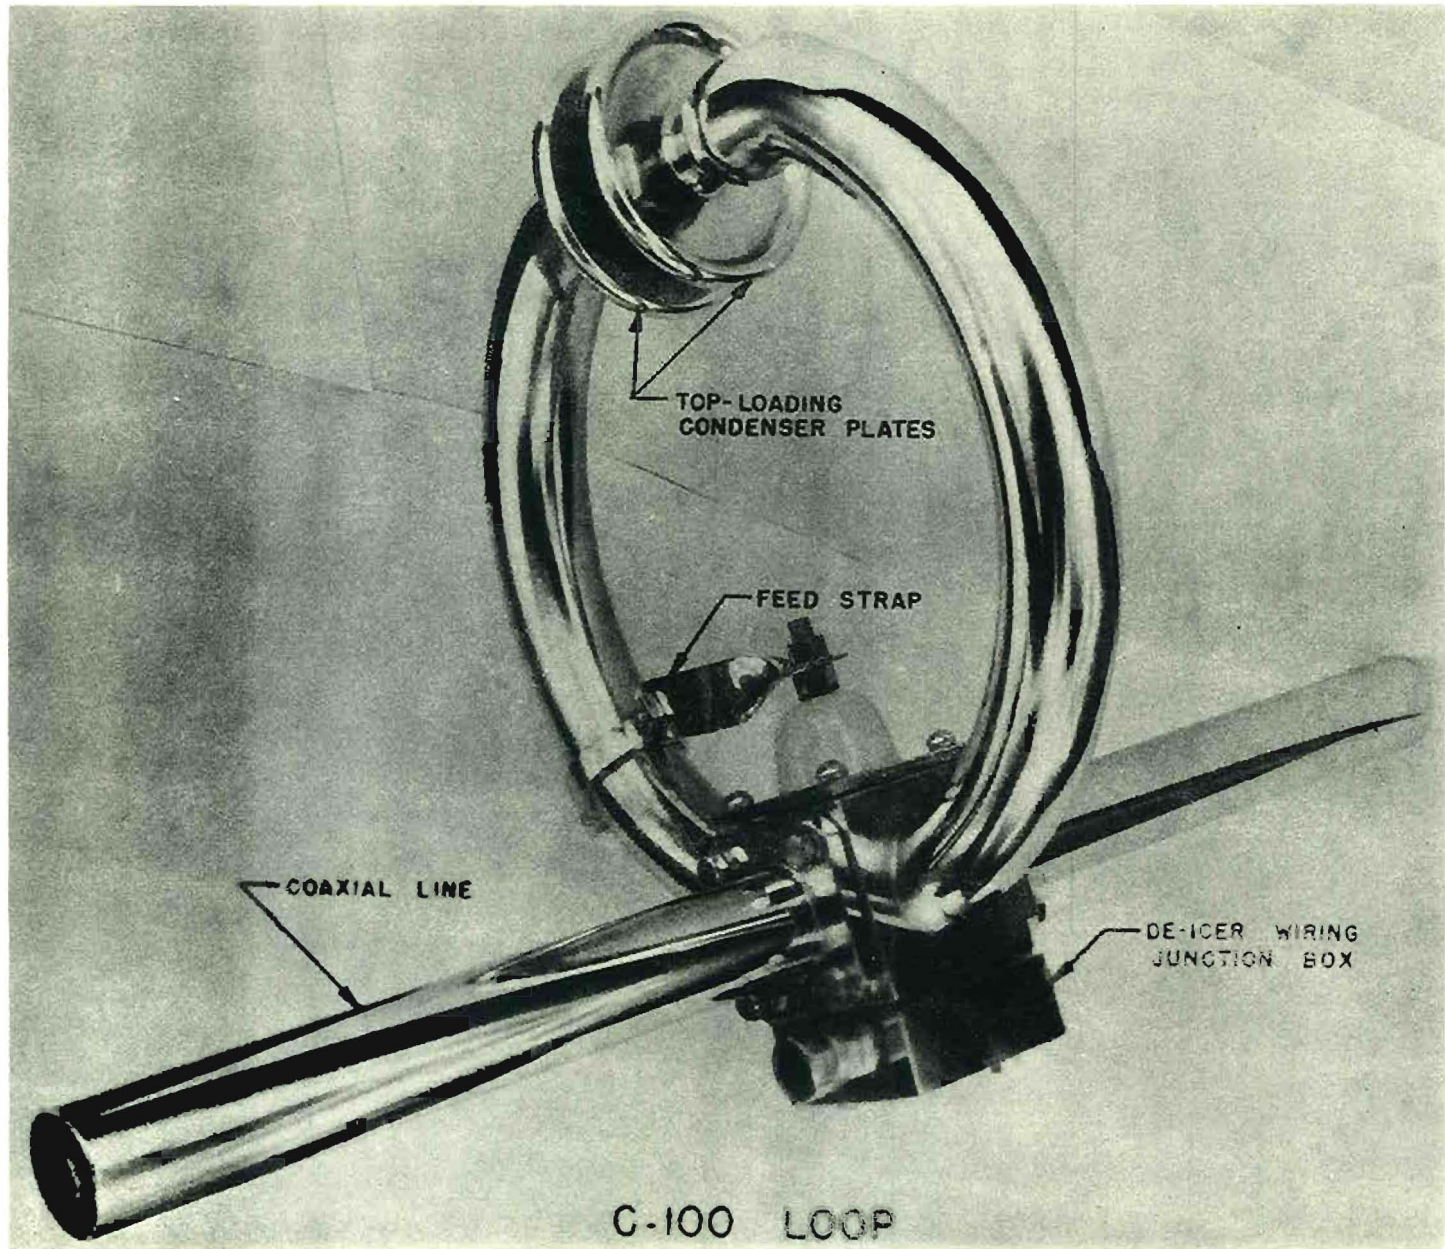 TOP-LOADING
CONDENSER PLATES
FEED STRAP
COAXIAL LINE
DE-ICER WIRING
JUNCTION BOX
C-100 LOOP